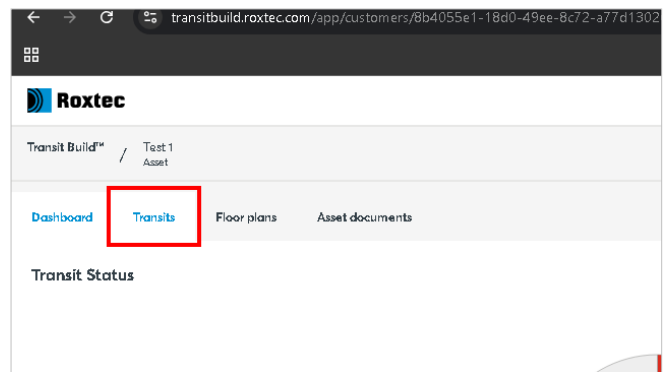 transitbuild.roxtec.com/app/customers/8b4055e1-18d0-49ee-8c72-a77d1302
Roxtec
Transit Build™ / Test 1
Asset
Dashboard Transits Floor plans Asset documents
Transit Status